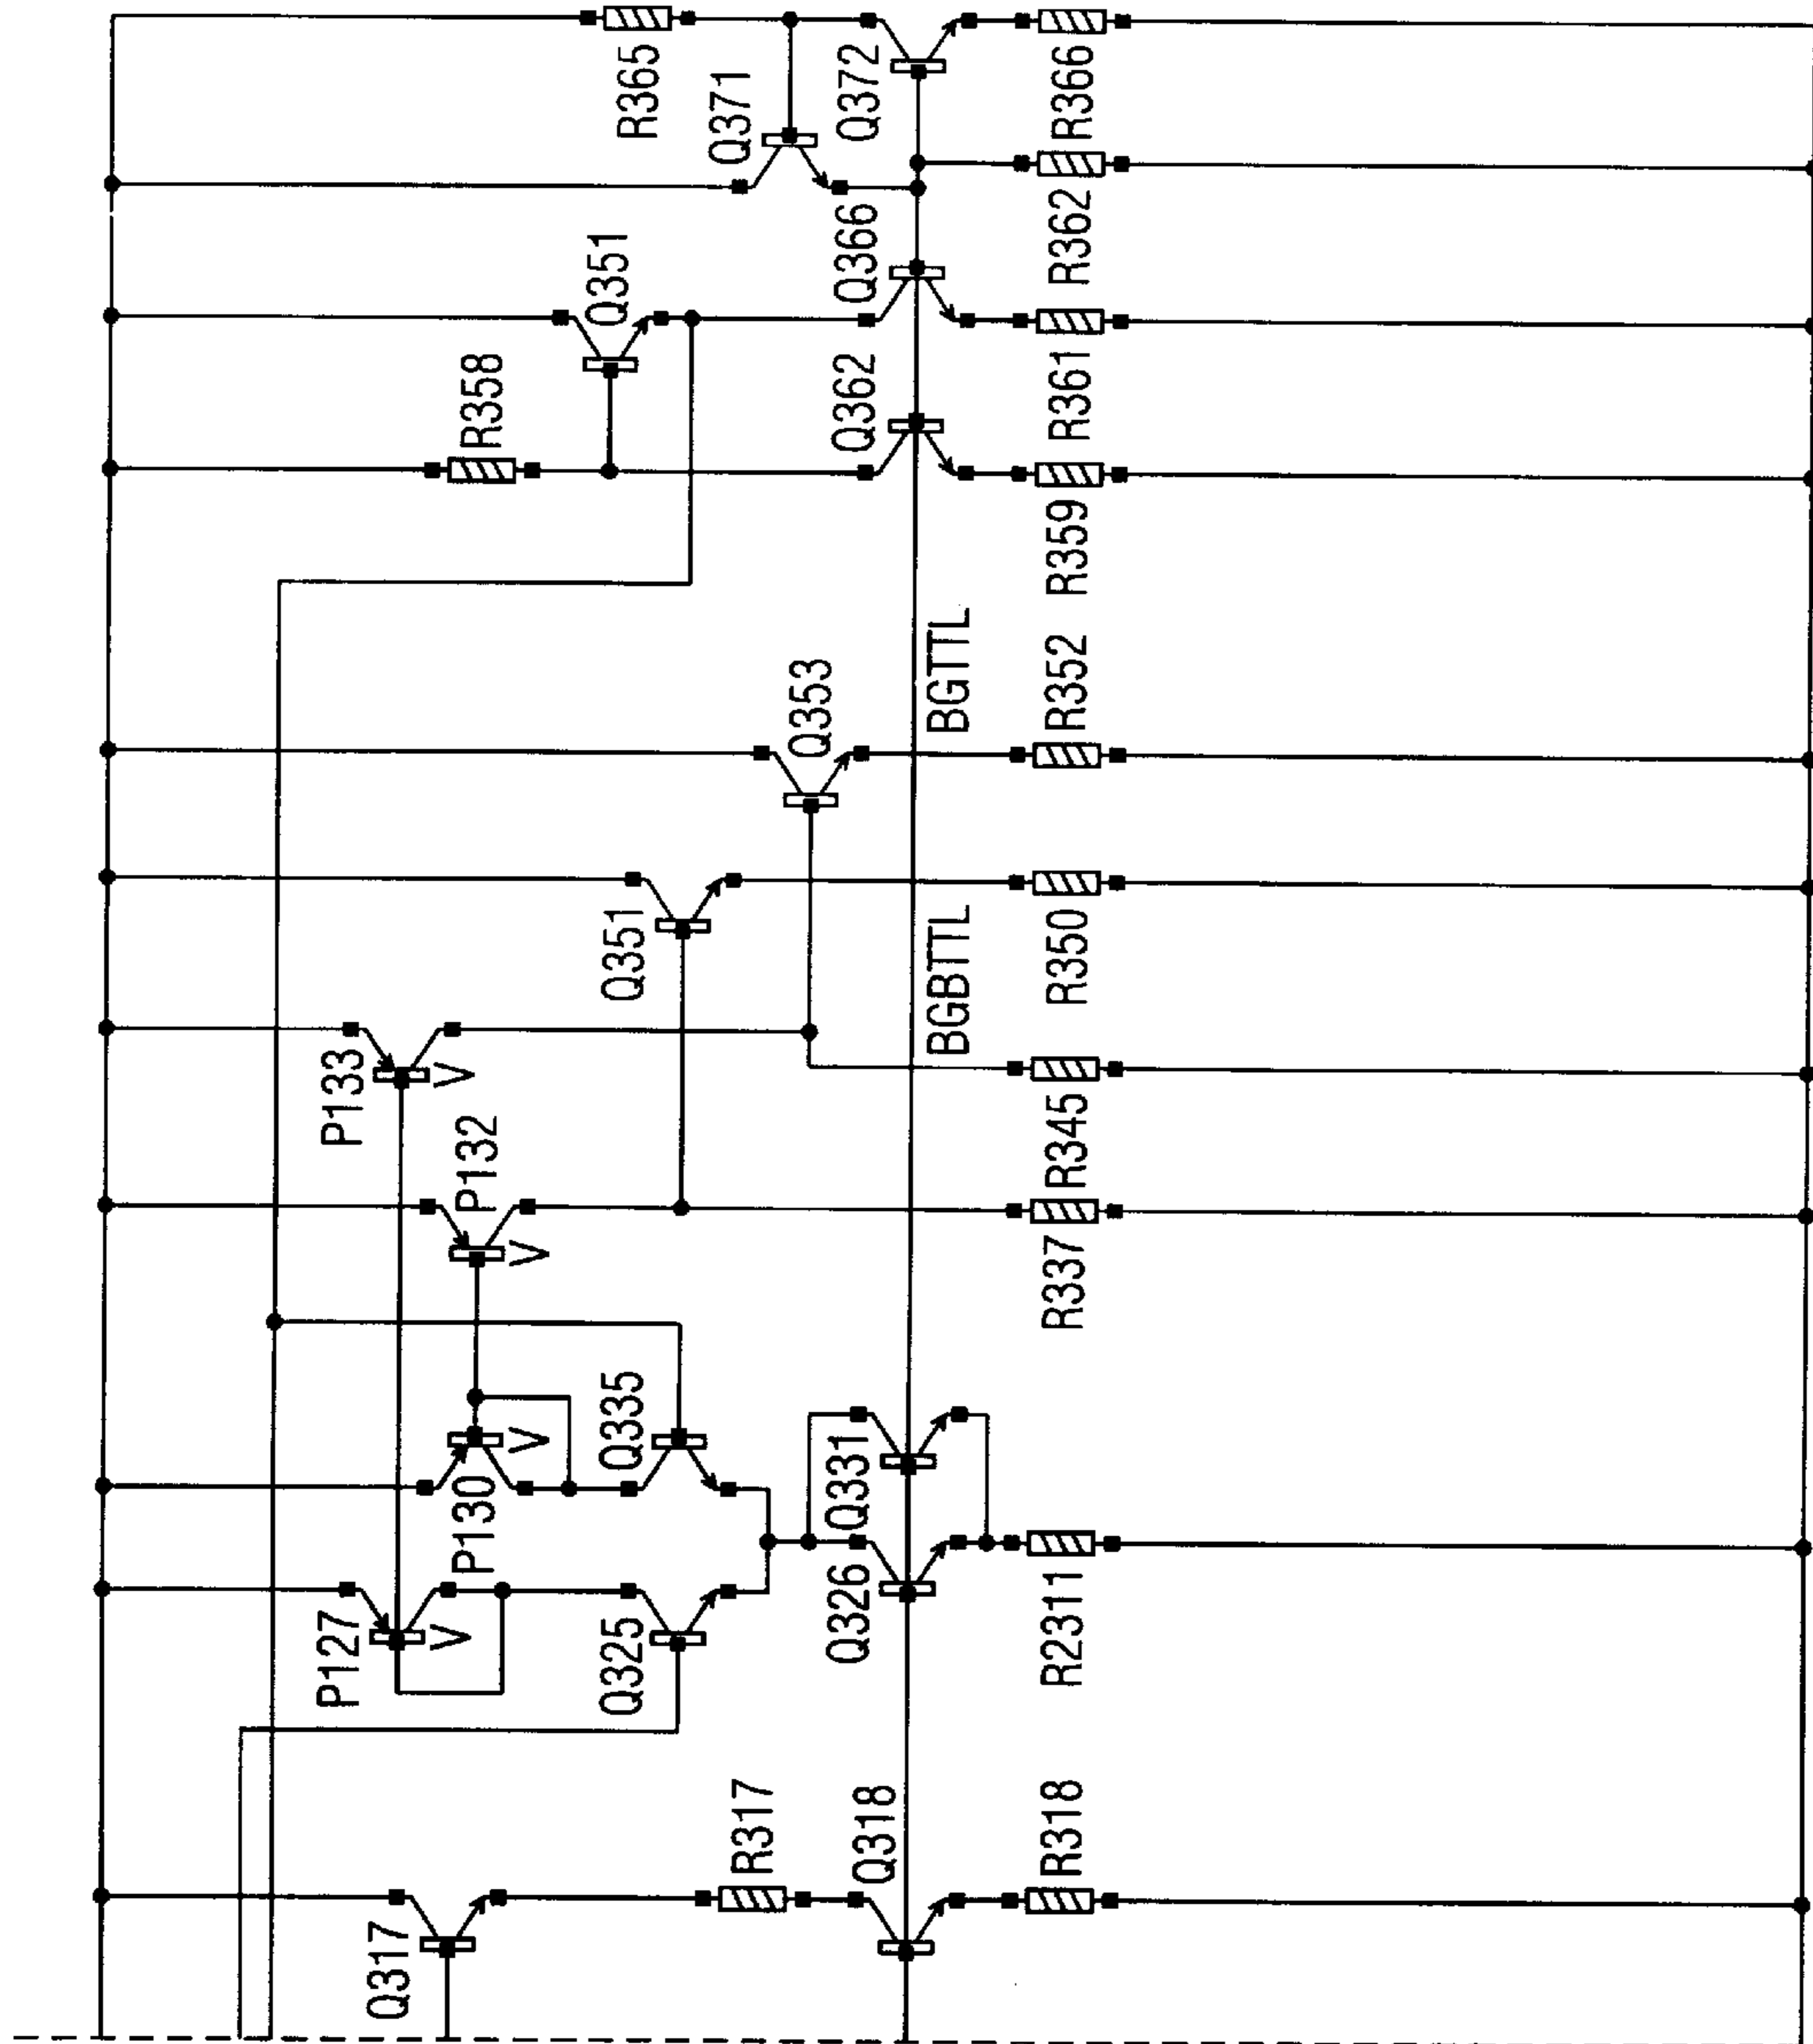 R365
Q371
Q372
R366
Q351
Q366
R362
R358
Q362
R361
R359
Q353
BGTTL
R352
Q351
BGBTTL
R350
P133
V
P132
V
R345
R337
P130
V
Q335
Q331
P127
V
Q325
Q326
R2311
Q317
R317
Q318
R318